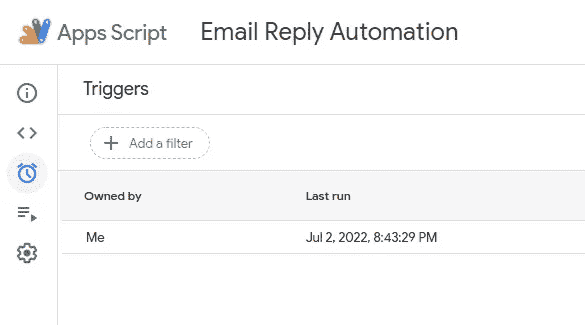 Apps Script Email Reply Automation
Triggers
Add a filter
Owned by Last run
Me Jul 2, 2022, 8:43:29 PM